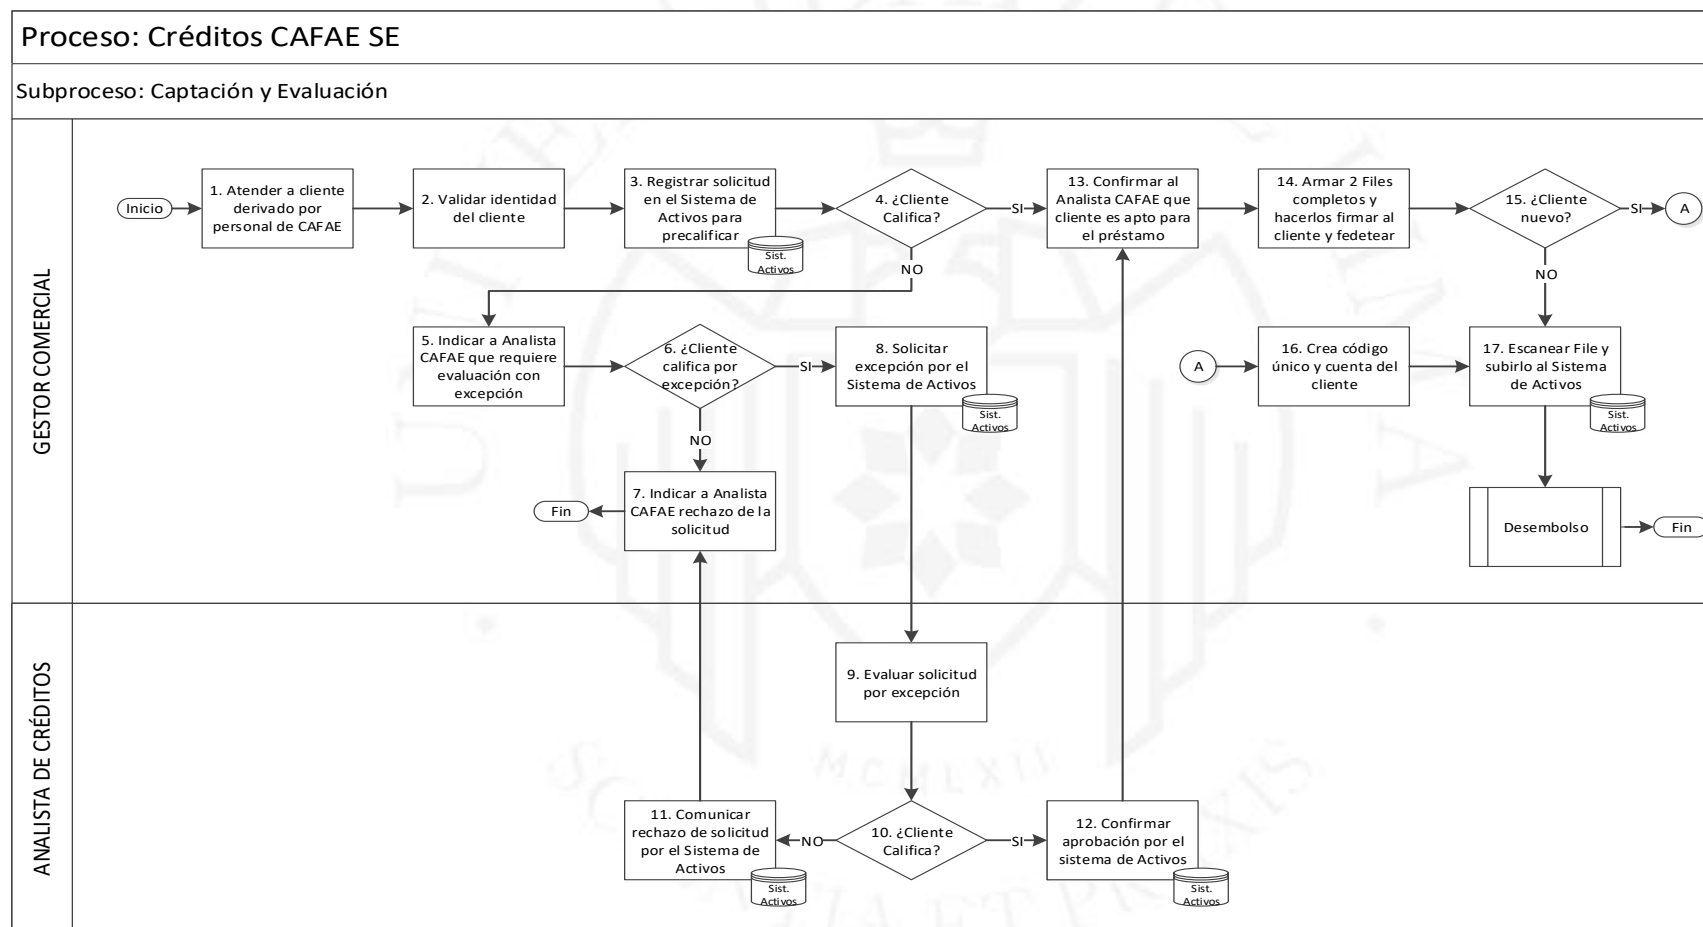 Proceso: Créditos CAFAE SE
Subproceso: Captación y Evaluación
GESTOR COMERCIAL
Inicio
1. Atender a cliente
derivado por
personal de CAFAE
2. Validar identidad
del cliente
3. Registrar solicitud
en el Sistema de
Activos para
precalificar
Sist.
Activos
4. ¿Cliente
Califica?
SI
NO
13. Confirmar al
Analista CAFAE que
cliente es apto para
el préstamo
14. Armar 2 Files
completos y
hacerlos firmar al
cliente y fedetear
15. ¿Cliente
nuevo?
SI
A
NO
5. Indicar a Analista
CAFAE que requiere
evaluación con
excepción
6. ¿Cliente
califica por
excepción?
SI
NO
8. Solicitar
excepción por el
Sistema de Activos
Sist.
Activos
A
16. Crea código
único y cuenta del
cliente
17. Escanear File y
subirlo al Sistema
de Activos
Sist.
Activos
Fin
7. Indicar a Analista
CAFAE rechazo de la
solicitud
Desembolso
Fin
ANALISTA DE CRÉDITOS
9. Evaluar solicitud
por excepción
11. Comunicar
rechazo de solicitud
por el Sistema de
Activos
Sist.
Activos
NO
10. ¿Cliente
Califica?
SI
12. Confirmar
aprobación por el
sistema de Activos
Sist.
Activos
MCMLXII
SCIENTIA ET PRAXIS